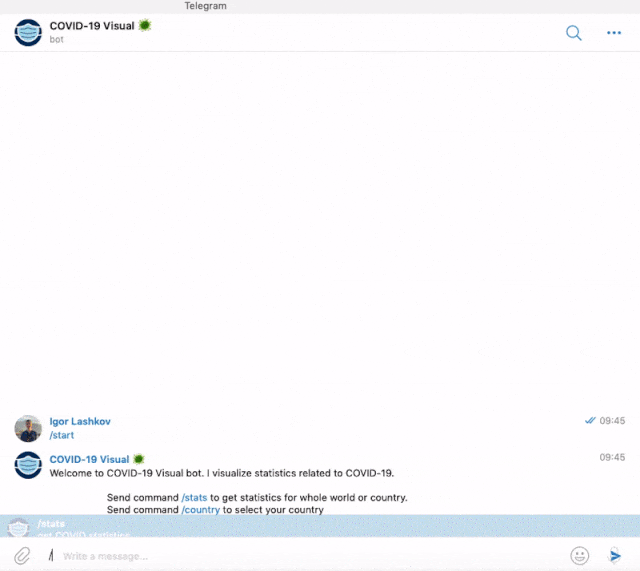 Telegram
COVID-19 Visual
bot
Igor Lashkov
09:45
/start
COVID-19 Visual
09:45
Welcome to COVID-19 Visual bot. I visualize statistics related to COVID-19.
Send command /stats to get statistics for whole world or country.
Send command /country to select your country
/stats
get COVID statistics
/
Write a message...